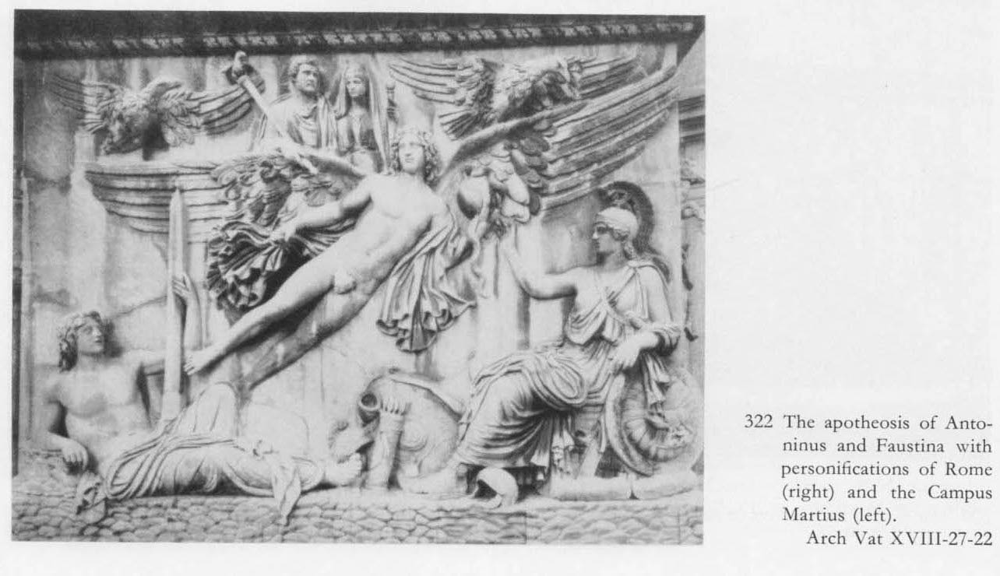 322 The apotheosis of Anto-
ninus and Faustina with
personifications of Rome
(right) and the Campus
Martius (left).
Arch Vat XVIII-27-22